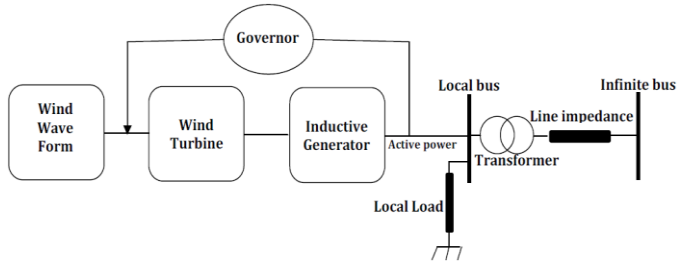 Governor
Local bus
Infinite bus
Wind
Wave
Form
Wind
Turbine
Inductive
Generator
Active power
Line impedance
Transformer
Local Load